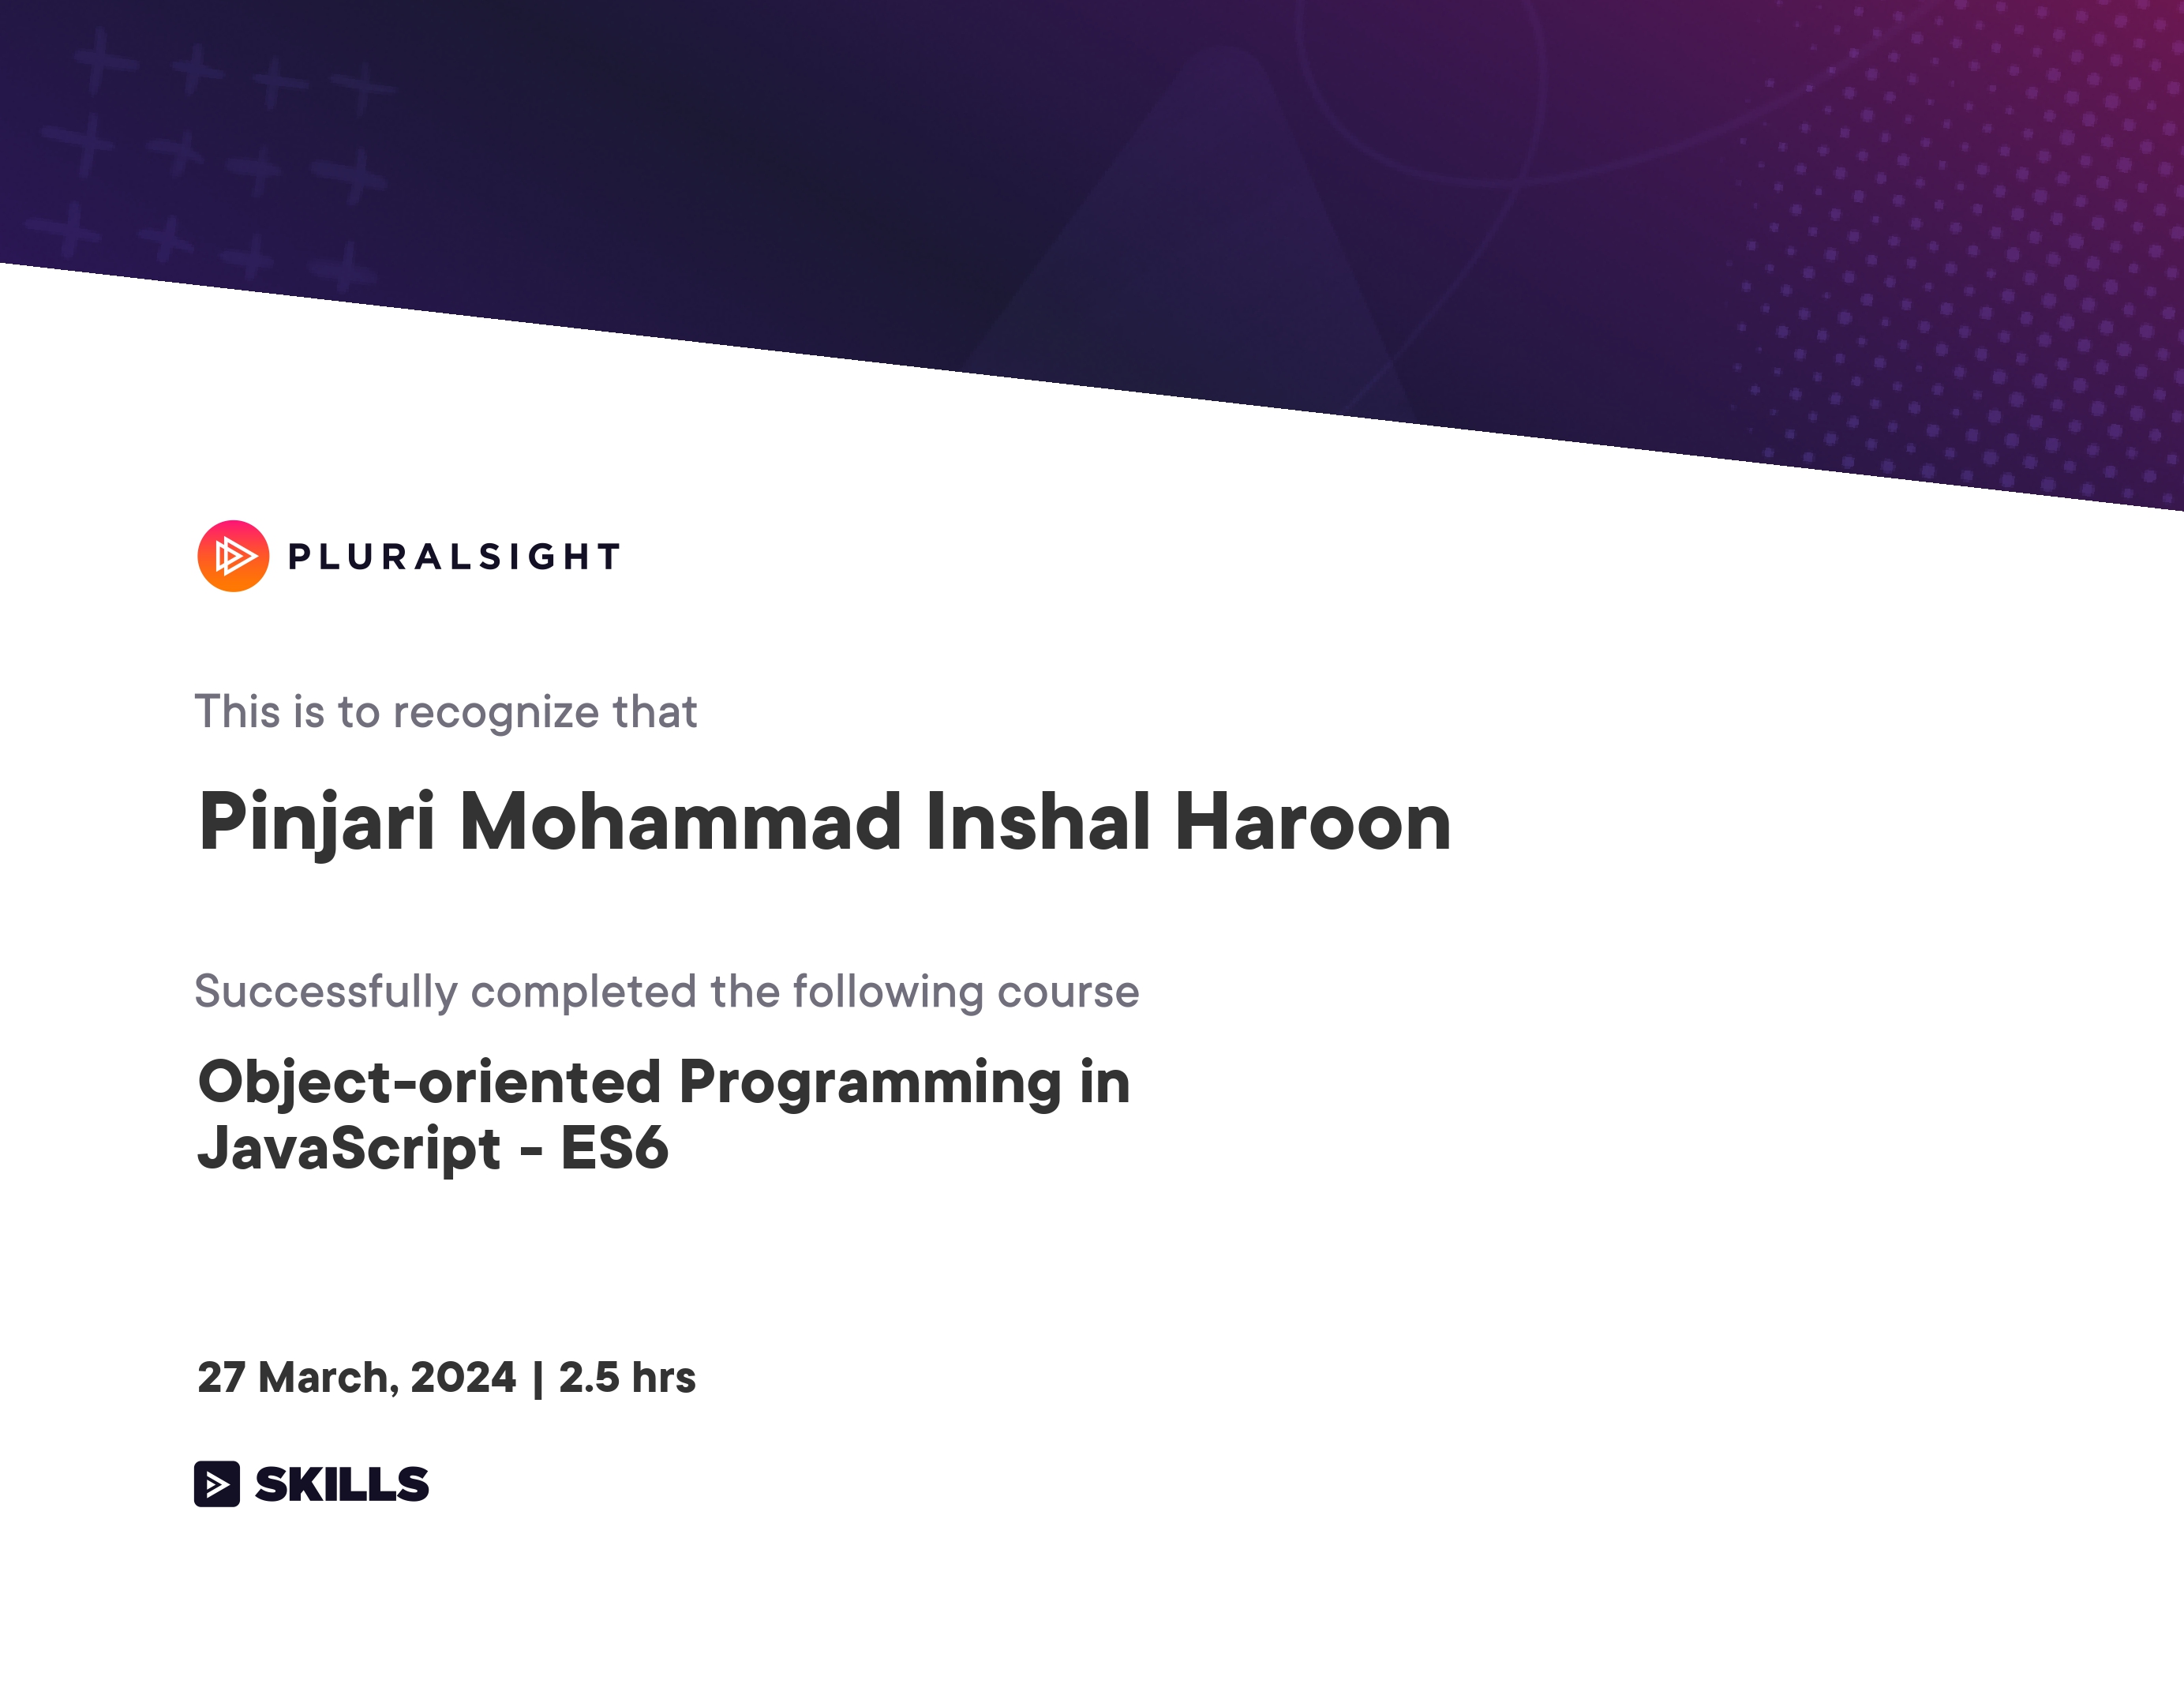 PLURALSIGHT
This is to recognize that
Pinjari Mohammad Inshal Haroon
Successfully completed the following course
Object-oriented Programming in
JavaScript - ES6
27 March, 2024 | 2.5 hrs
SKILLS